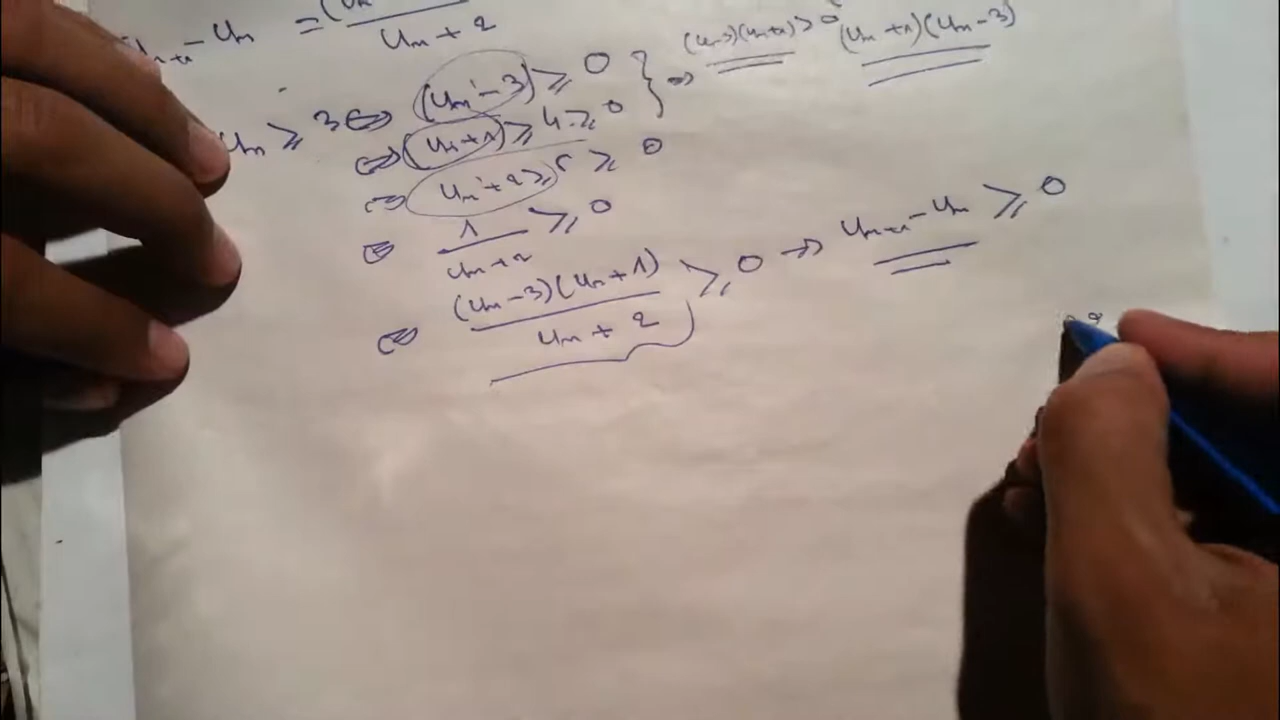 Un+1 - Un = (Un
Un + 2
(Un+1)(Un-3)
(Un-3)(Un+1) ≥ 0
Un ≥ 3 ⇔ (Un - 3) ≥ 0 } ⇒
⇔ (Un+1) ≥ 4 ≥ 0
⇔ Un + 2 ≥ 5 ≥ 0
⇔ 1 / Un+2 ≥ 0
⇔ (Un-3)(Un+1) / Un + 2 ≥ 0 → Un+1 - Un ≥ 0